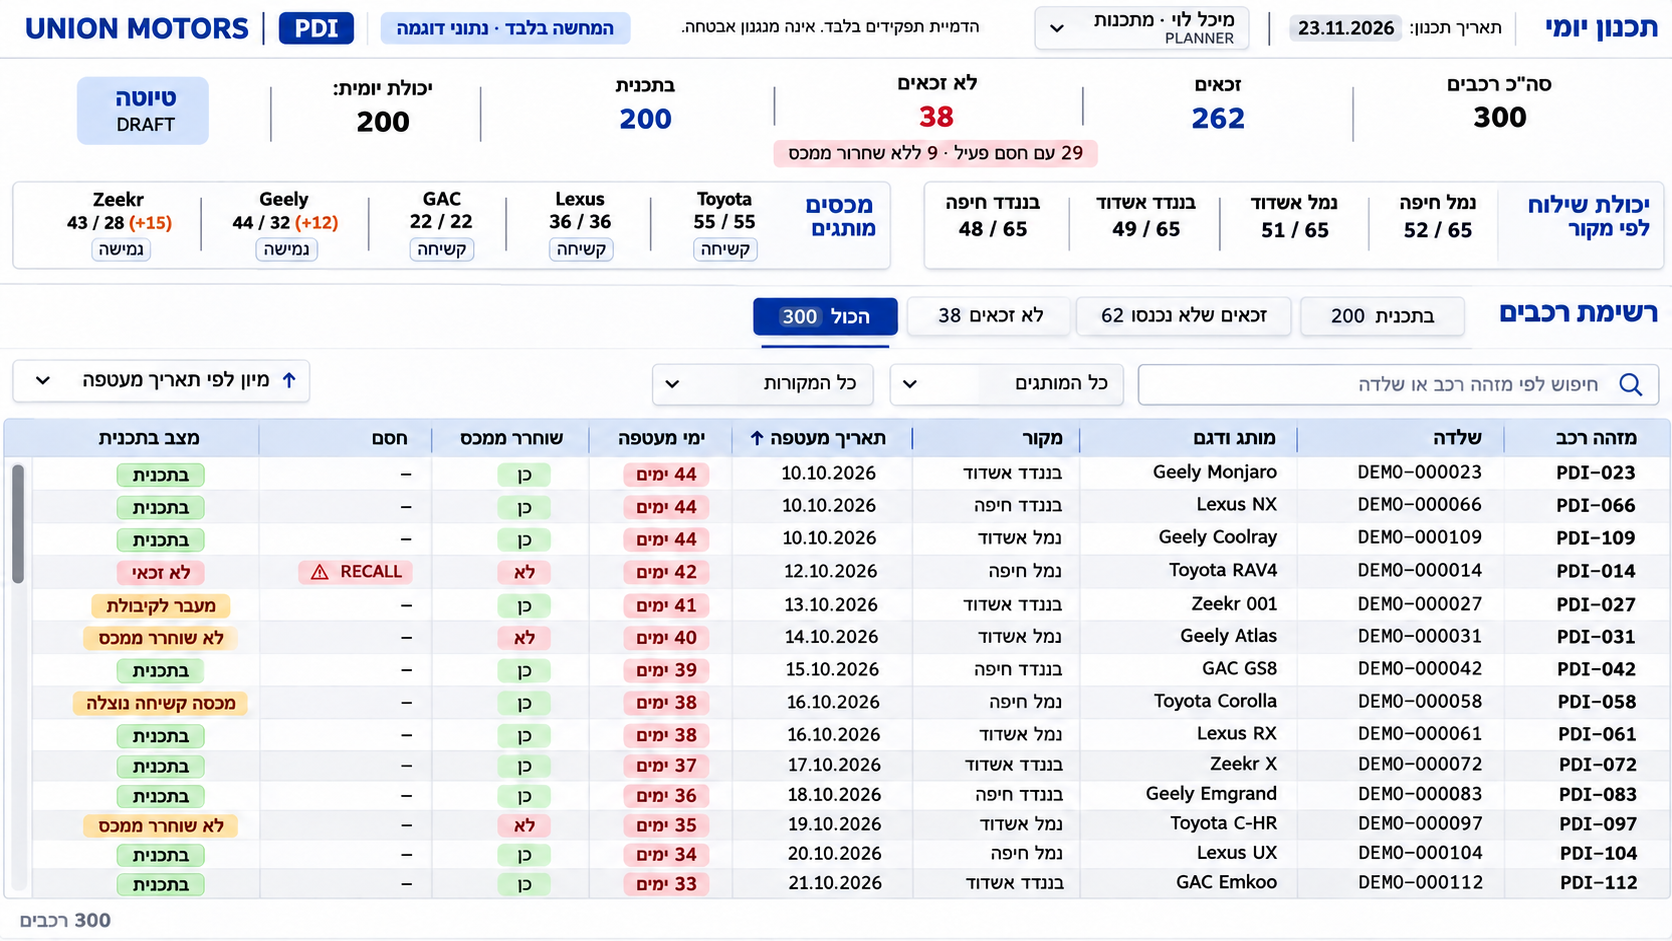 תכנון יומי
תאריך תכנון: 23.11.2026
מיכל לוי · מתכנות
PLANNER
הדמיית תפקידים בלבד. אינה מנגנון אבטחה.
המחשה בלבד · נתוני דוגמה
PDI
UNION MOTORS
סה"כ רכבים
300
זכאים
262
לא זכאים
38
29 עם חסם פעיל · 9 ללא שחרור ממכס
בתכנית
200
יכולת יומית:
200
טיוטה
DRAFT
יכולת שילוח לפי מקור
נמל חיפה
52 / 65
נמל אשדוד
51 / 65
בננדד אשדוד
49 / 65
בננדד חיפה
48 / 65
מכסים מותגים
Toyota
55 / 55
קשיחה
Lexus
36 / 36
קשיחה
GAC
22 / 22
קשיחה
Geely
44 / 32 (+12)
גמישה
Zeekr
43 / 28 (+15)
גמישה
רשימת רכבים
בתכנית 200
זכאים שלא נכנסו 62
לא זכאים 38
הכול 300
חיפוש לפי מזהה רכב או שלדה
כל המותגים
כל המקורות
↑ מיון לפי תאריך מעטפה
מזהה רכב שלדה מותג ודגם מקור תאריך מעטפה ↑ ימי מעטפה שוחרר ממכס חסם מצב בתכנית
PDI-023 DEMO-000023 Geely Monjaro בננדד אשדוד 10.10.2026 44 ימים כן – בתכנית
PDI-066 DEMO-000066 Lexus NX בננדד חיפה 10.10.2026 44 ימים כן – בתכנית
PDI-109 DEMO-000109 Geely Coolray נמל אשדוד 10.10.2026 44 ימים כן – בתכנית
PDI-014 DEMO-000014 Toyota RAV4 נמל חיפה 12.10.2026 42 ימים לא RECALL לא זכאי
PDI-027 DEMO-000027 Zeekr 001 בננדד אשדוד 13.10.2026 41 ימים כן – מעבר לקיבולת
PDI-031 DEMO-000031 Geely Atlas נמל אשדוד 14.10.2026 40 ימים לא – לא שוחרר ממכס
PDI-042 DEMO-000042 GAC GS8 בננדד חיפה 15.10.2026 39 ימים כן – בתכנית
PDI-058 DEMO-000058 Toyota Corolla נמל חיפה 16.10.2026 38 ימים כן – מכסה קשיחה נוצלה
PDI-061 DEMO-000061 Lexus RX נמל אשדוד 16.10.2026 38 ימים כן – בתכנית
PDI-072 DEMO-000072 Zeekr X בננדד אשדוד 17.10.2026 37 ימים כן – בתכנית
PDI-083 DEMO-000083 Geely Emgrand בננדד חיפה 18.10.2026 36 ימים כן – בתכנית
PDI-097 DEMO-000097 Toyota C-HR נמל אשדוד 19.10.2026 35 ימים לא – לא שוחרר ממכס
PDI-104 DEMO-000104 Lexus UX נמל חיפה 20.10.2026 34 ימים כן – בתכנית
PDI-112 DEMO-000112 GAC Emkoo בננדד אשדוד 21.10.2026 33 ימים כן – בתכנית
300 רכבים